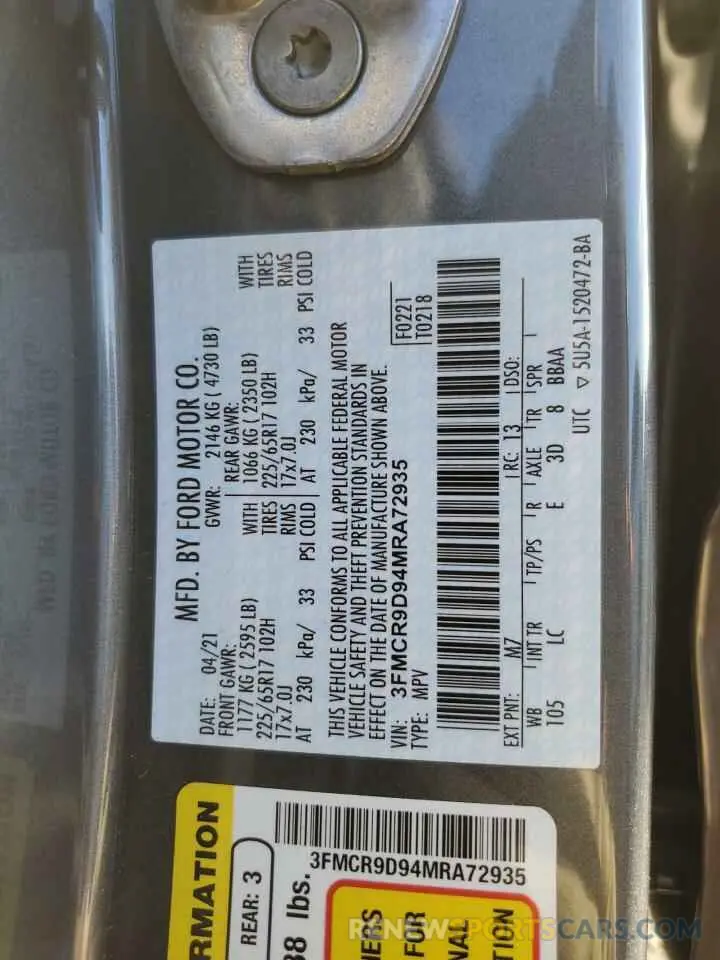 MFD. BY FORD MOTOR CO.
DATE: 04/21 GVWR: 2146 KG ( 4730 LB)
FRONT GAWR: REAR GAWR:
1177 KG ( 2595 LB) WITH 1066 KG ( 2350 LB) WITH
225/65R17 102H TIRES 225/65R17 102H TIRES
17x7.0J RIMS 17x7.0J RIMS
AT 230 kPa/ 33 PSI COLD AT 230 kPa/ 33 PSI COLD
THIS VEHICLE CONFORMS TO ALL APPLICABLE FEDERAL MOTOR
VEHICLE SAFETY AND THEFT PREVENTION STANDARDS IN
EFFECT ON THE DATE OF MANUFACTURE SHOWN ABOVE.
VIN: 3FMCR9D94MRA72935 F0221
TYPE: MPV T0218
EXT PNT: M7 RC: 13 DSO:
WB INT TR TP/PS R AXLE TR SPR
105 LC E 3D 8 BBAA
UTC ▽ 5U5A-1520472-BA
RMATION
REAR: 3
lbs.
3FMCR9D94MRA72935
FOR
RENEWSPORTSCARS.COM